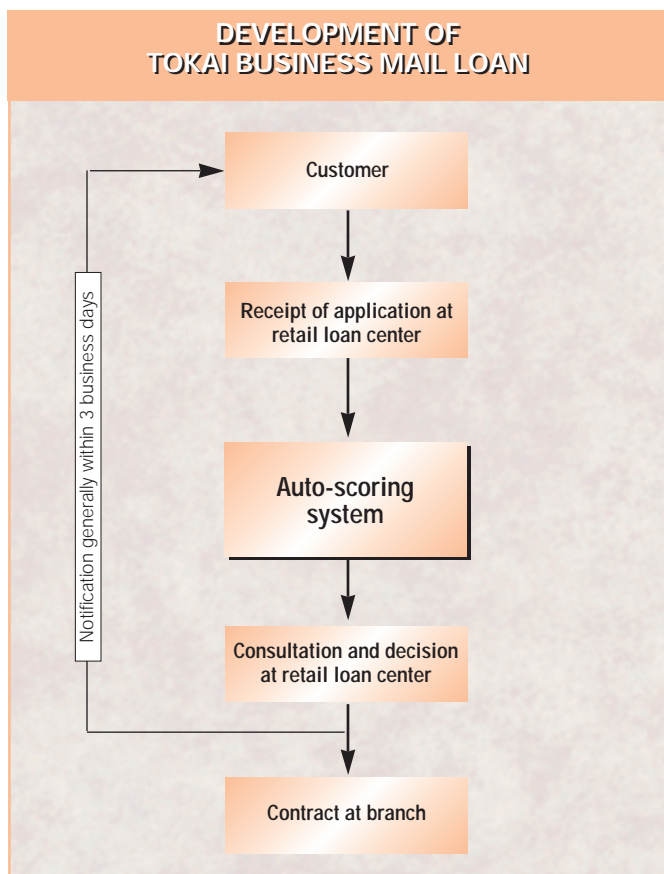 DEVELOPMENT OF
TOKAI BUSINESS MAIL LOAN
Customer
Receipt of application at
retail loan center
Auto-scoring
system
Notification generally within 3 business days
Consultation and decision
at retail loan center
Contract at branch